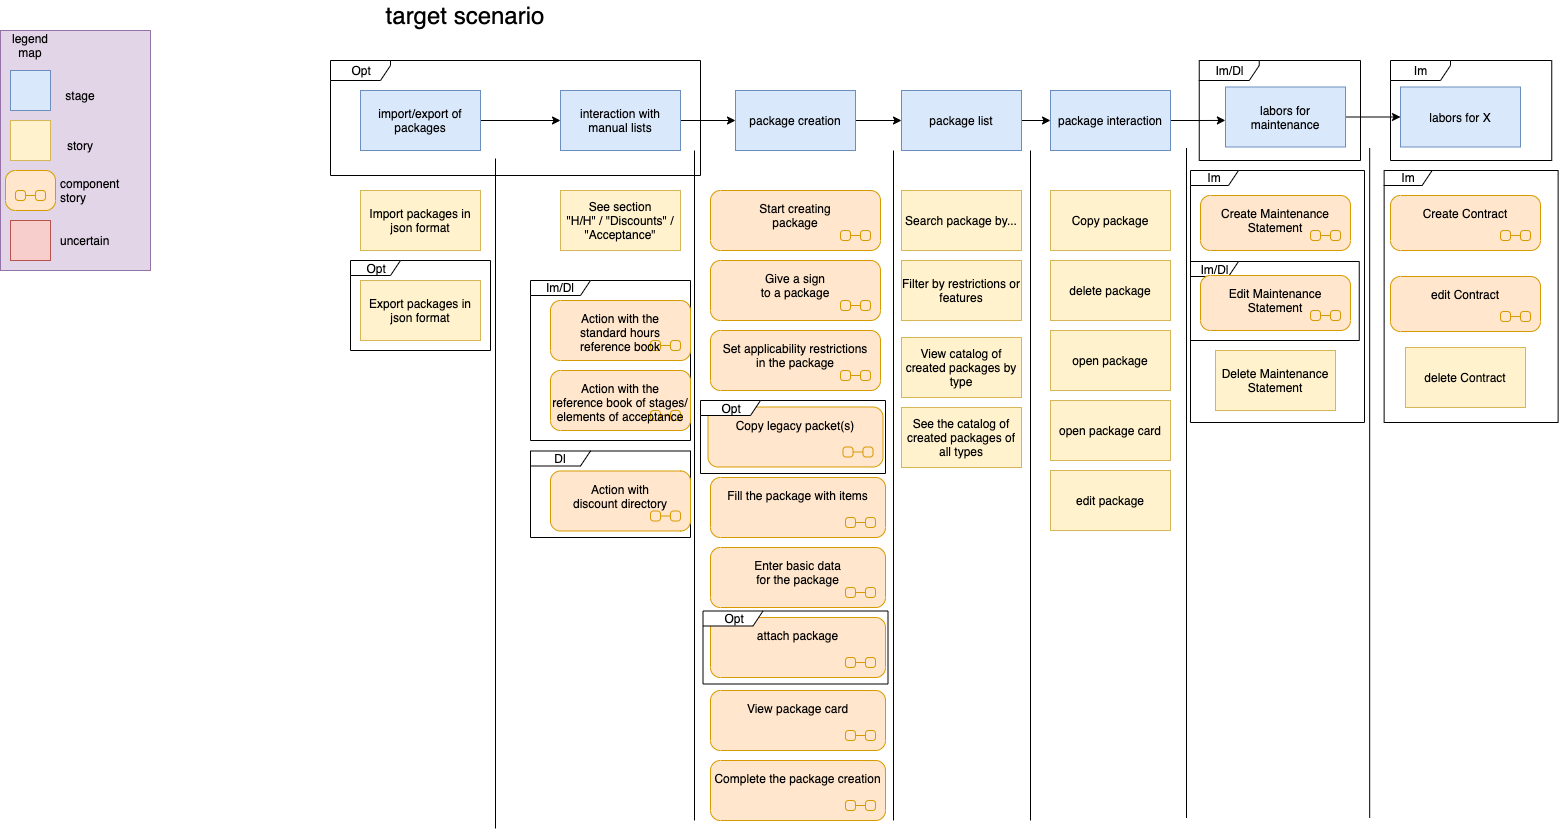 target scenario
legend
map
stage
story
component
story
uncertain
Opt
import/export of
packages
interaction with
manual lists
package creation
package list
package interaction
Im/Dl
labors for
maintenance
Im
labors for X
Import packages in
json format
Opt
Export packages in
json format
See section
"H/H" / "Discounts" /
"Acceptance"
Im/Dl
Action with the
standard hours
reference book
Action with the
reference book of stages/
elements of acceptance
Dl
Action with
discount directory
Start creating
package
Give a sign
to a package
Set applicability restrictions
in the package
Opt
Copy legacy packet(s)
Fill the package with items
Enter basic data
for the package
Opt
attach package
View package card
Complete the package creation
Search package by...
Filter by restrictions or
features
View catalog of
created packages by
type
See the catalog of
created packages of
all types
Copy package
delete package
open package
open package card
edit package
Im
Create Maintenance
Statement
Im/Dl
Edit Maintenance
Statement
Delete Maintenance
Statement
Im
Create Contract
edit Contract
delete Contract